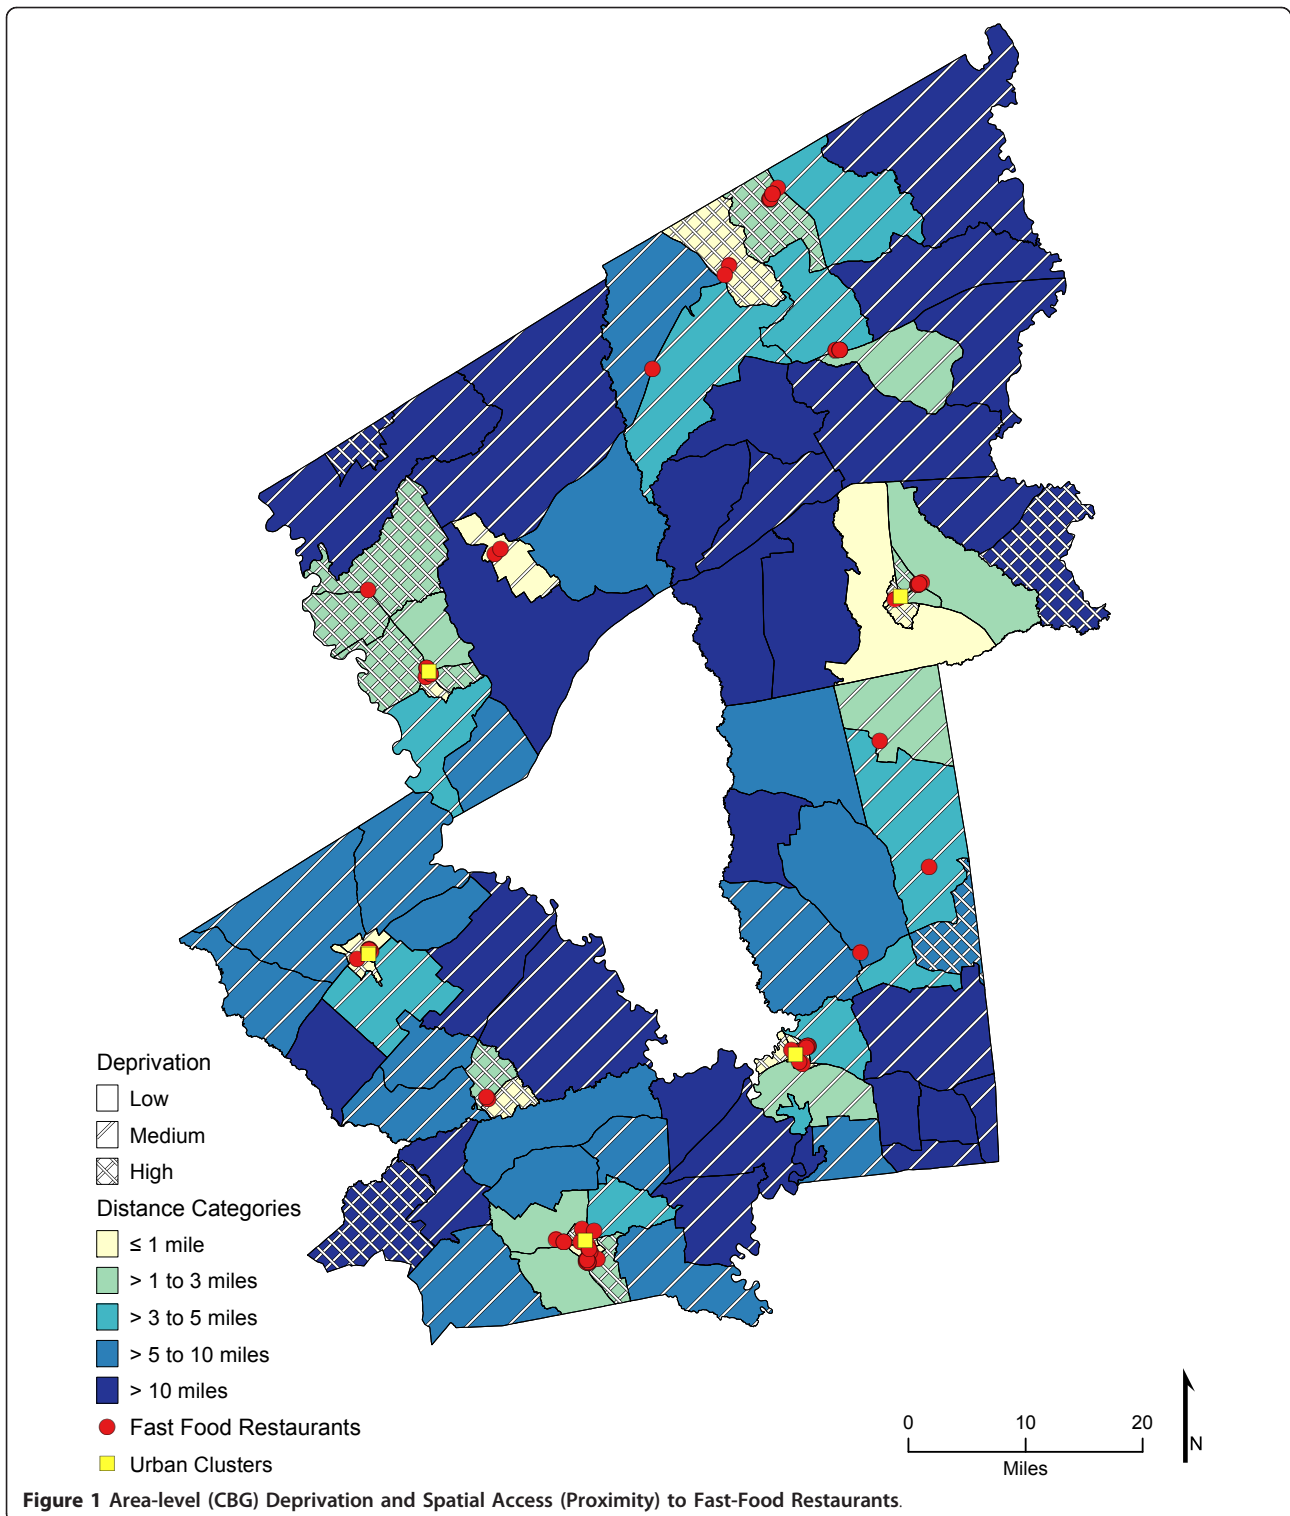 Deprivation
Low
Medium
High
Distance Categories
≤ 1 mile
> 1 to 3 miles
> 3 to 5 miles
> 5 to 10 miles
> 10 miles
Fast Food Restaurants
Urban Clusters
0 10 20
Miles
N
Figure 1 Area-level (CBG) Deprivation and Spatial Access (Proximity) to Fast-Food Restaurants.